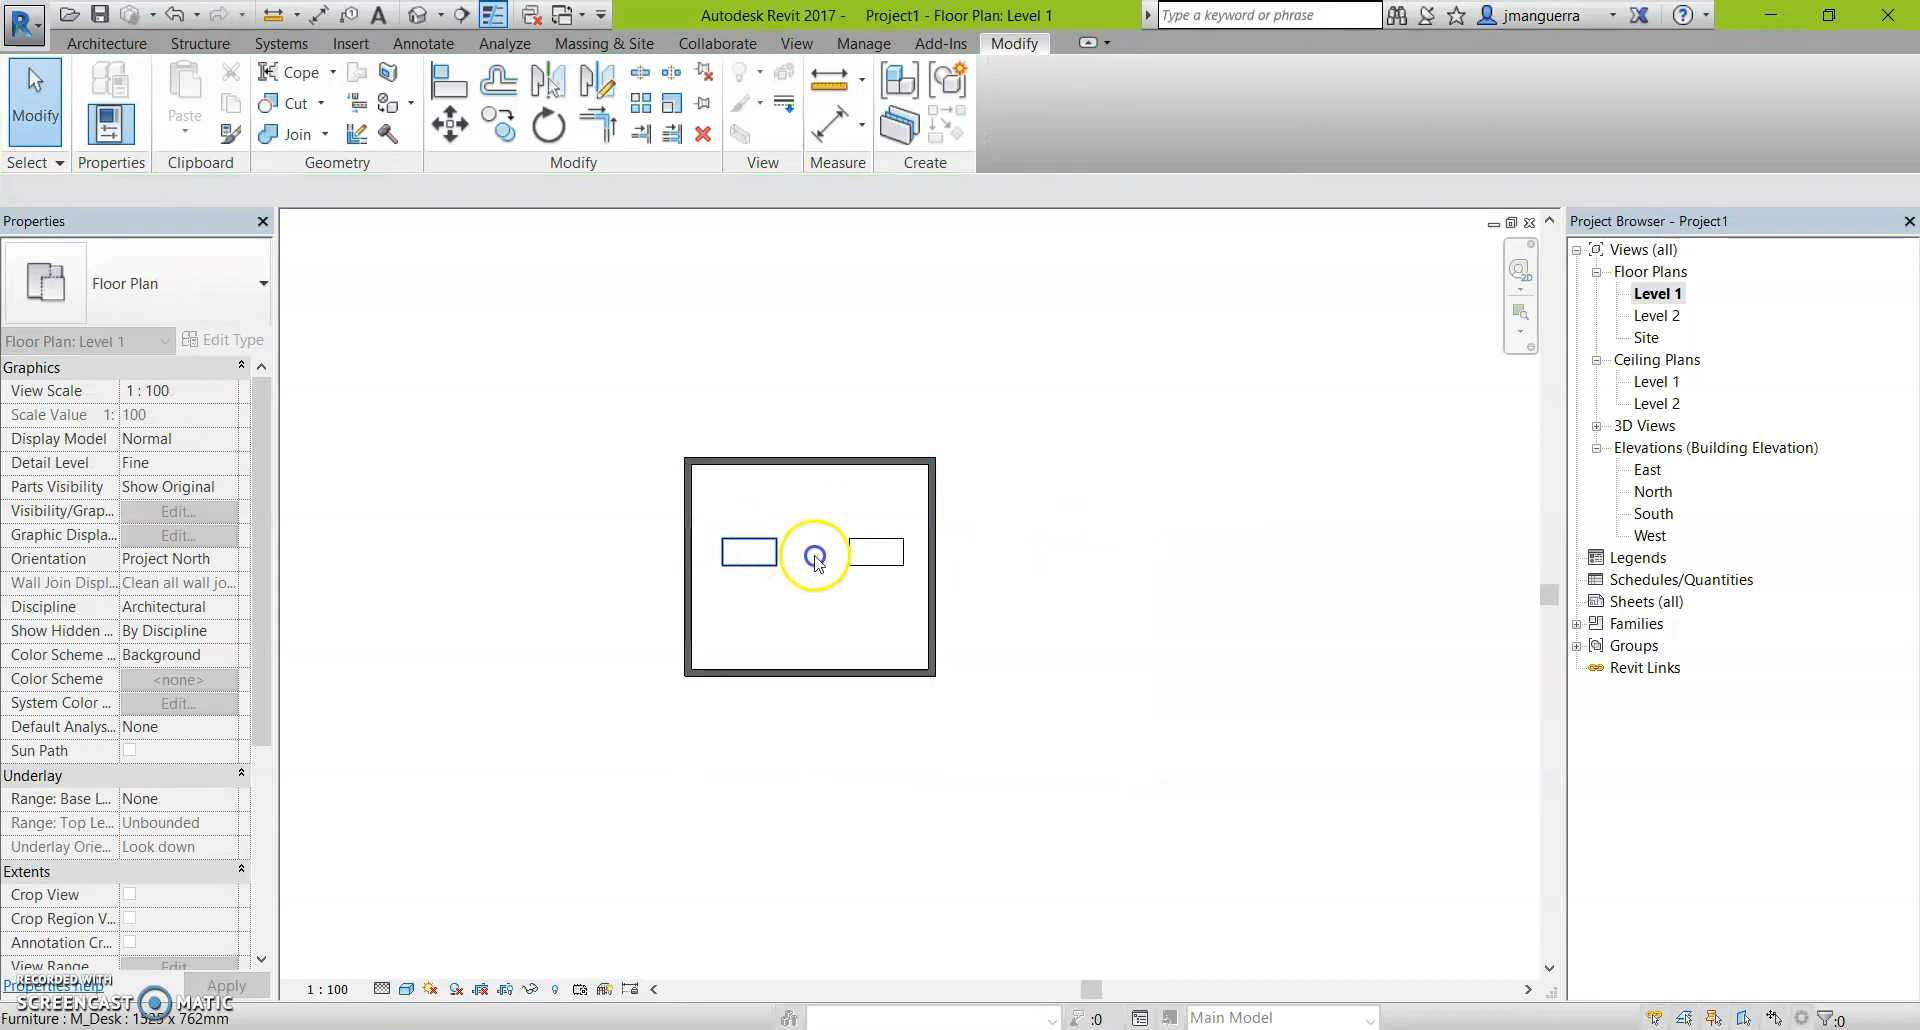 Autodesk Revit 2017 - Project1 - Floor Plan: Level 1
Type a keyword or phrase
jmanguerra
Architecture Structure Systems Insert Annotate Analyze Massing & Site Collaborate View Manage Add-Ins Modify
Modify
Paste
Cope
Cut
Join
Select Properties Clipboard Geometry Modify View Measure Create
Properties
Floor Plan
Floor Plan: Level 1 Edit Type
Graphics
View Scale 1 : 100
Scale Value 1: 100
Display Model Normal
Detail Level Fine
Parts Visibility Show Original
Visibility/Grap... Edit...
Graphic Displa... Edit...
Orientation Project North
Wall Join Displ... Clean all wall jo...
Discipline Architectural
Show Hidden ... By Discipline
Color Scheme ... Background
Color Scheme <none>
System Color ... Edit...
Default Analys... None
Sun Path
Underlay
Range: Base L... None
Range: Top Le... Unbounded
Underlay Orie... Look down
Extents
Crop View
Crop Region V...
Annotation Cr...
View Range Edit...
Properties help Apply
RECORDED WITH
SCREENCAST MATIC
Furniture : M_Desk : 1525 x 762mm
1 : 100
:0
Main Model
:0
2D
Project Browser - Project1
Views (all)
Floor Plans
Level 1
Level 2
Site
Ceiling Plans
Level 1
Level 2
3D Views
Elevations (Building Elevation)
East
North
South
West
Legends
Schedules/Quantities
Sheets (all)
Families
Groups
Revit Links